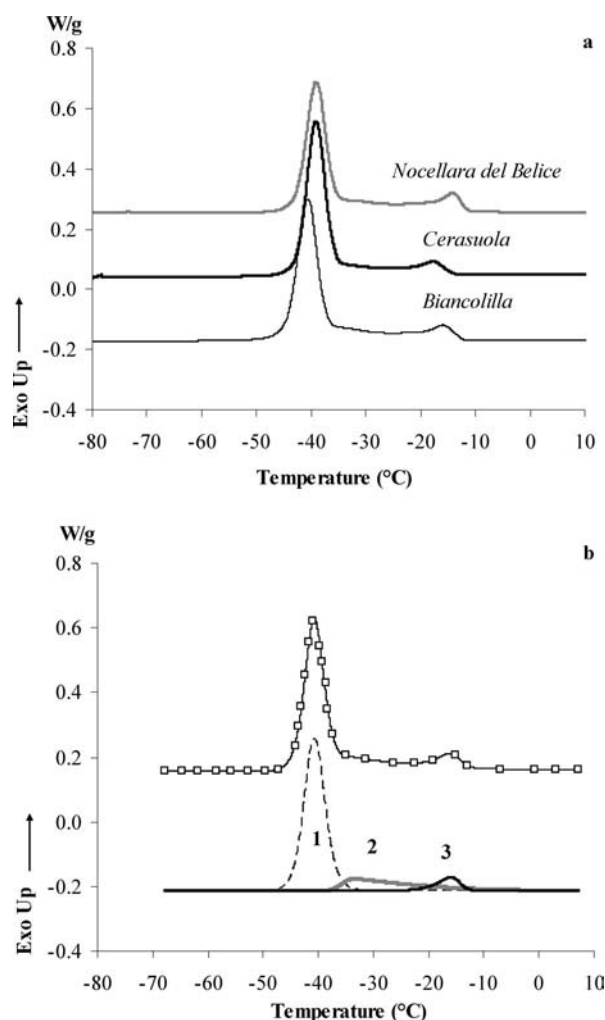 W/g
a
0.8
0.6
Nocellara del Belice
0.4
0.2
Cerasuola
0.0
Biancolilla
-0.2
-0.4
Exo Up
-80 -70 -60 -50 -40 -30 -20 -10 0 10
Temperature (°C)
W/g
b
0.8
0.6
0.4
0.2
0.0
1 2 3
-0.2
-0.4
Exo Up
-80 -70 -60 -50 -40 -30 -20 -10 0 10
Temperature (°C)